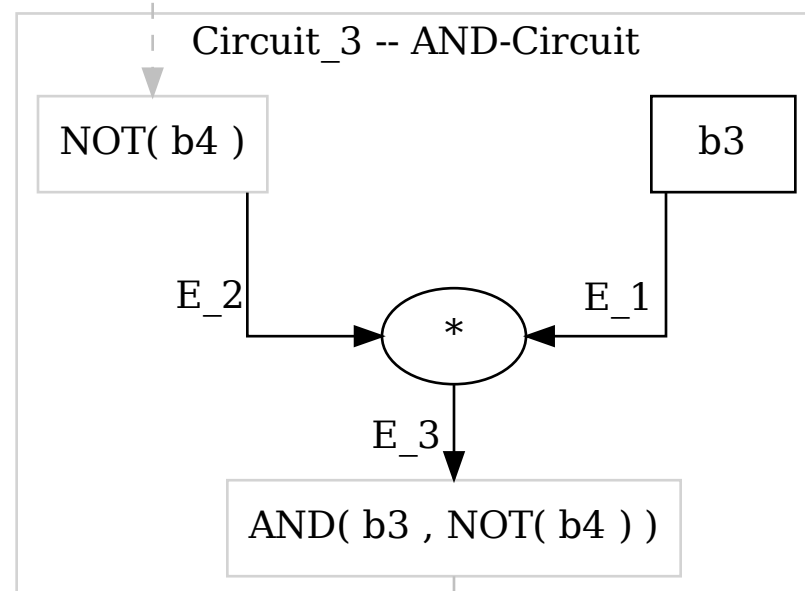 Circuit_3 -- AND-Circuit
NOT( b4 )
b3
E_2
E_1
*
E_3
AND( b3 , NOT( b4 ) )